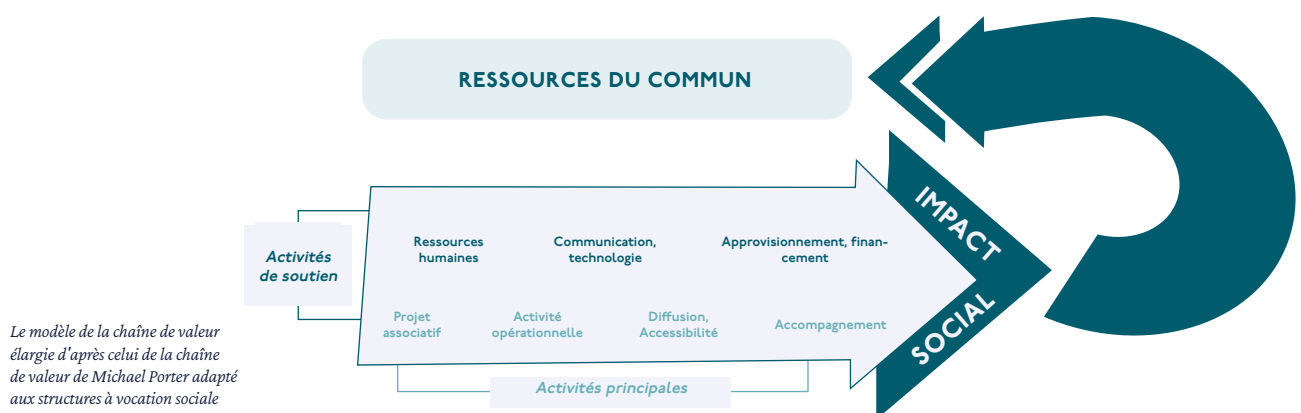 RESSOURCES DU COMMUN
IMPACT
SOCIAL
Activités
de soutien
Ressources
humaines
Communication,
technologie
Approvisionnement, finan-
cement
Projet
associatif
Activité
opérationnelle
Diffusion,
Accessibilité
Accompagnement
Activités principales
Le modèle de la chaîne de valeur
élargie d'après celui de la chaîne
de valeur de Michael Porter adapté
aux structures à vocation sociale